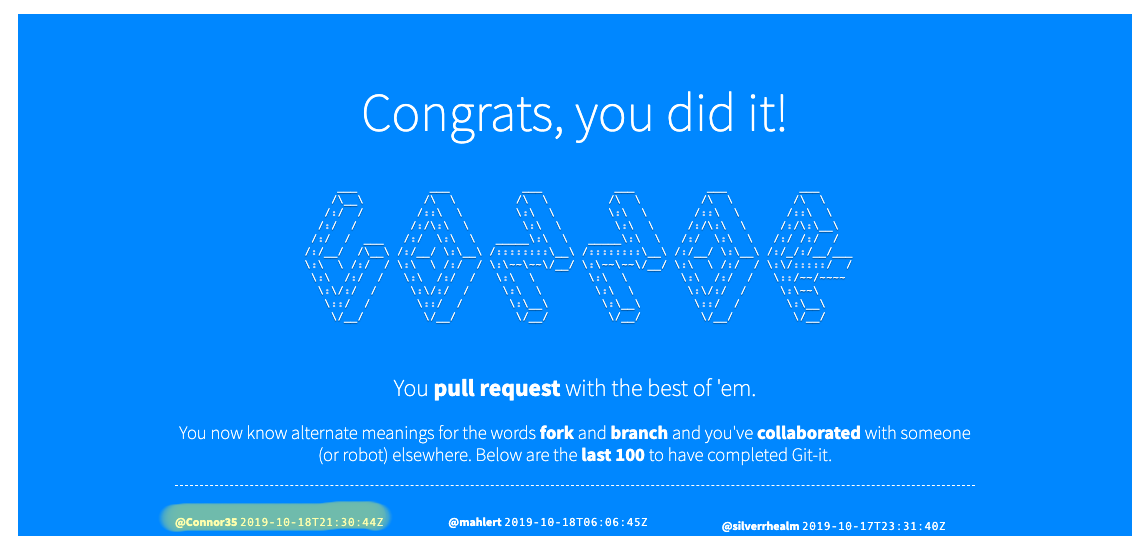 Congrats, you did it!
CONNOR
You pull request with the best of 'em.
You now know alternate meanings for the words fork and branch and you've collaborated with someone
(or robot) elsewhere. Below are the last 100 to have completed Git-it.
@Connor35 2019-10-18T21:30:44Z @mahlert 2019-10-18T06:06:45Z @silverrhealm 2019-10-17T23:31:40Z